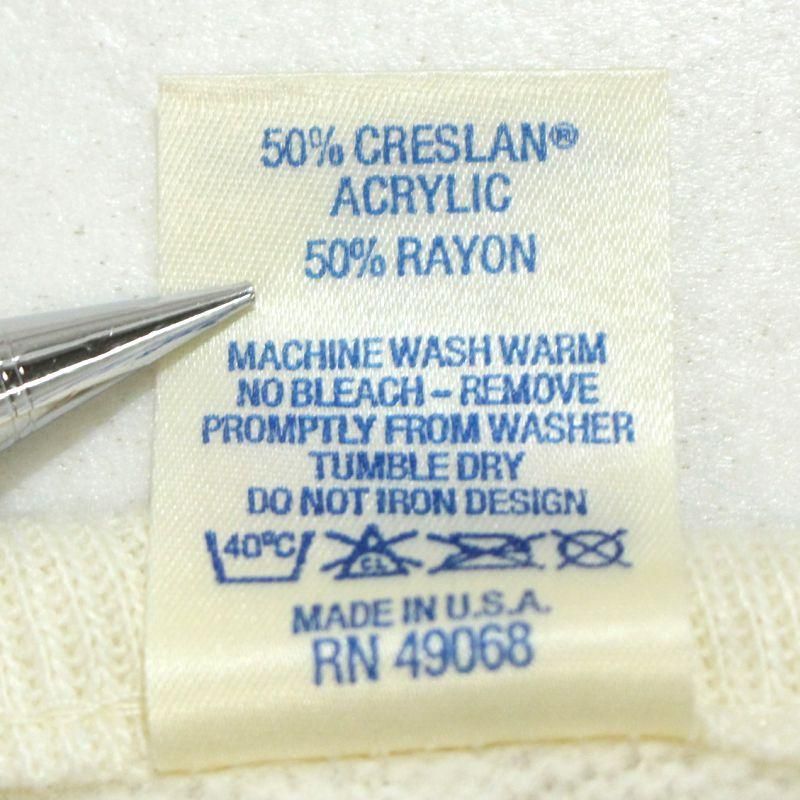 50% CRESLAN®
ACRYLIC
50% RAYON
MACHINE WASH WARM
NO BLEACH – REMOVE
PROMPTLY FROM WASHER
TUMBLE DRY
DO NOT IRON DESIGN
40°C CL
MADE IN U.S.A.
RN 49068